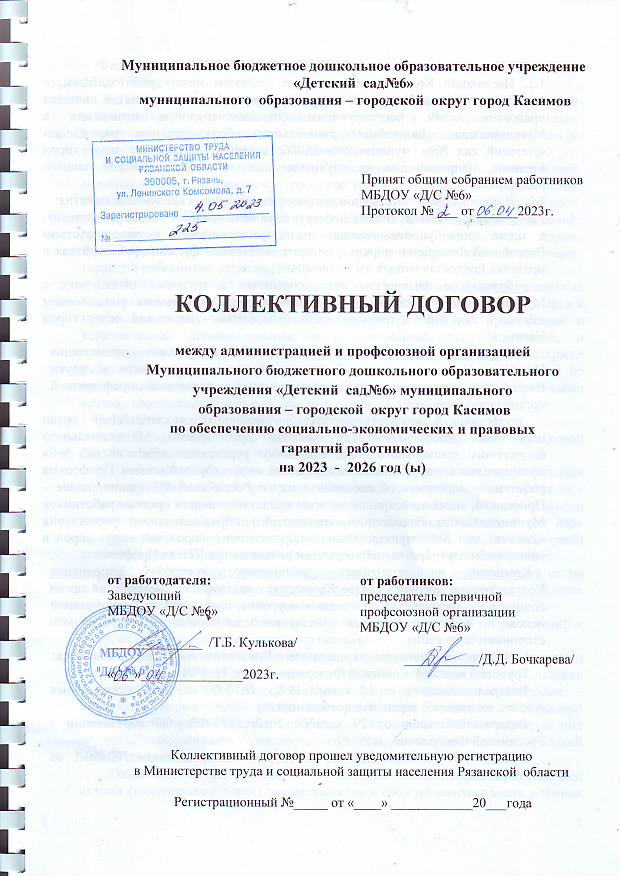 Муниципальное бюджетное дошкольное образовательное учреждение
«Детский сад№6»
муниципального образования – городской округ город Касимов
МИНИСТЕРСТВО ТРУДА
И СОЦИАЛЬНОЙ ЗАЩИТЫ НАСЕЛЕНИЯ
РЯЗАНСКОЙ ОБЛАСТИ
390005, г. Рязань,
ул. Ленинского Комсомола, д. 7
Зарегистрировано 4.05 2023
№ 225
Принят общим собранием работников
МБДОУ «Д/С №6»
Протокол № 2 от 06.04 2023г.
КОЛЛЕКТИВНЫЙ ДОГОВОР
между администрацией и профсоюзной организацией
Муниципального бюджетного дошкольного образовательного
учреждения «Детский сад№6» муниципального
образования – городской округ город Касимов
по обеспечению социально-экономических и правовых
гарантий работников
на 2023 - 2026 год (ы)
от работодателя:
Заведующий
МБДОУ «Д/С №6»
/Т.Б. Кулькова/
«06» 04 2023г.
МБДОУ
от работников:
председатель первичной
профсоюзной организации
МБДОУ «Д/С №6»
/Д.Д. Бочкарева/
Коллективный договор прошел уведомительную регистрацию
в Министерстве труда и социальной защиты населения Рязанской области
Регистрационный №_____ от «____» ____________20___года